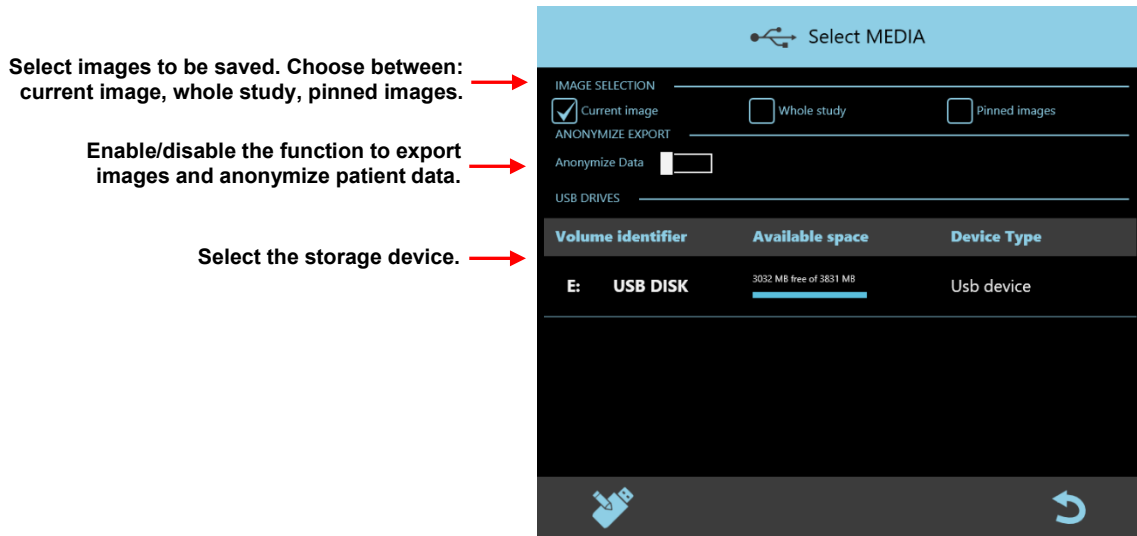 Select MEDIA
Select images to be saved. Choose between:
current image, whole study, pinned images.
IMAGE SELECTION
Current image Whole study Pinned images
ANONYMIZE EXPORT
Enable/disable the function to export
images and anonymize patient data.
Anonymize Data
USB DRIVES
Volume identifier Available space Device Type
Select the storage device.
E: USB DISK 3032 MB free of 3831 MB Usb device